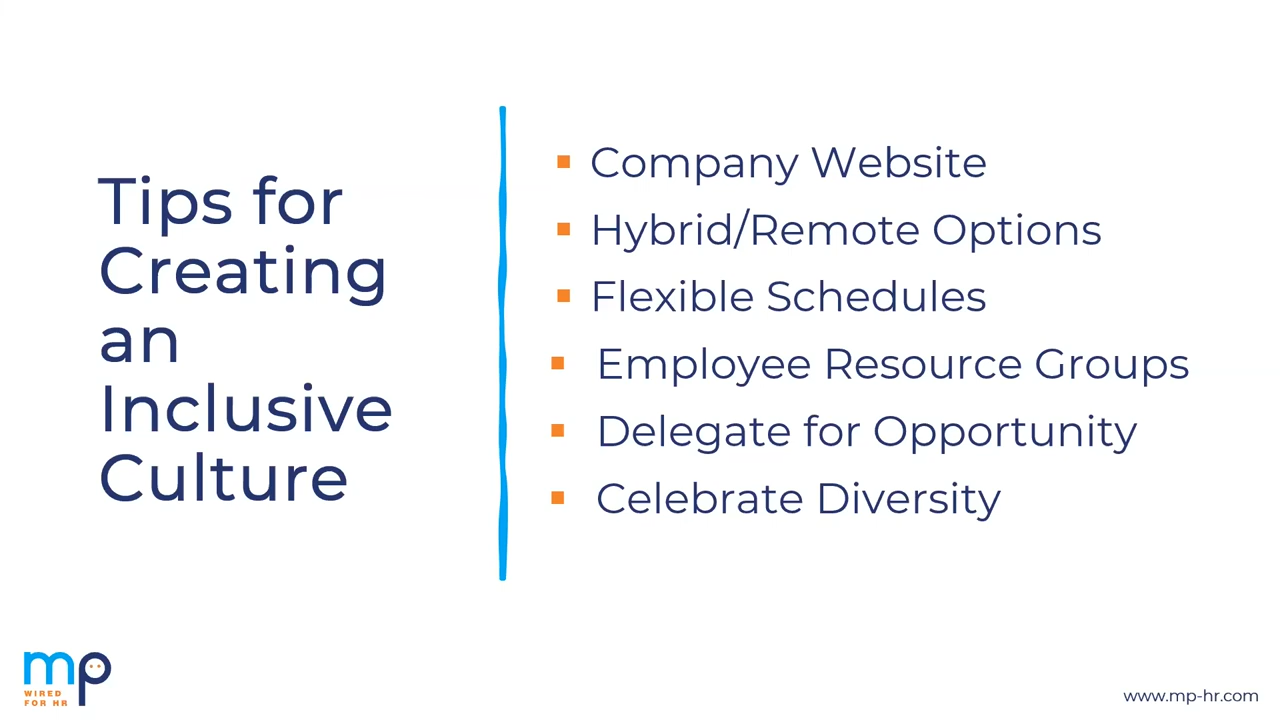 Tips for
Creating
an
Inclusive
Culture
Company Website
Hybrid/Remote Options
Flexible Schedules
Employee Resource Groups
Delegate for Opportunity
Celebrate Diversity
mp
WIRED
FOR HR
www.mp-hr.com